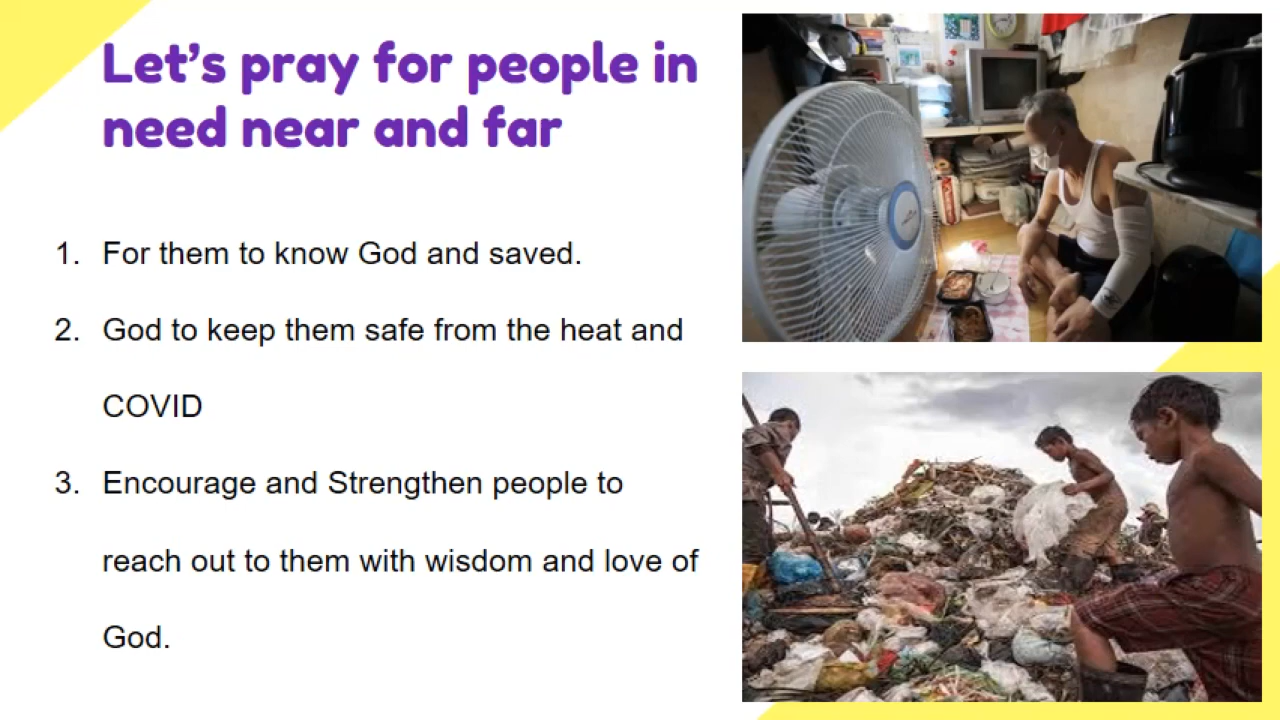 Let's pray for people in
need near and far
1. For them to know God and saved.
2. God to keep them safe from the heat and
COVID
3. Encourage and Strengthen people to
reach out to them with wisdom and love of
God.